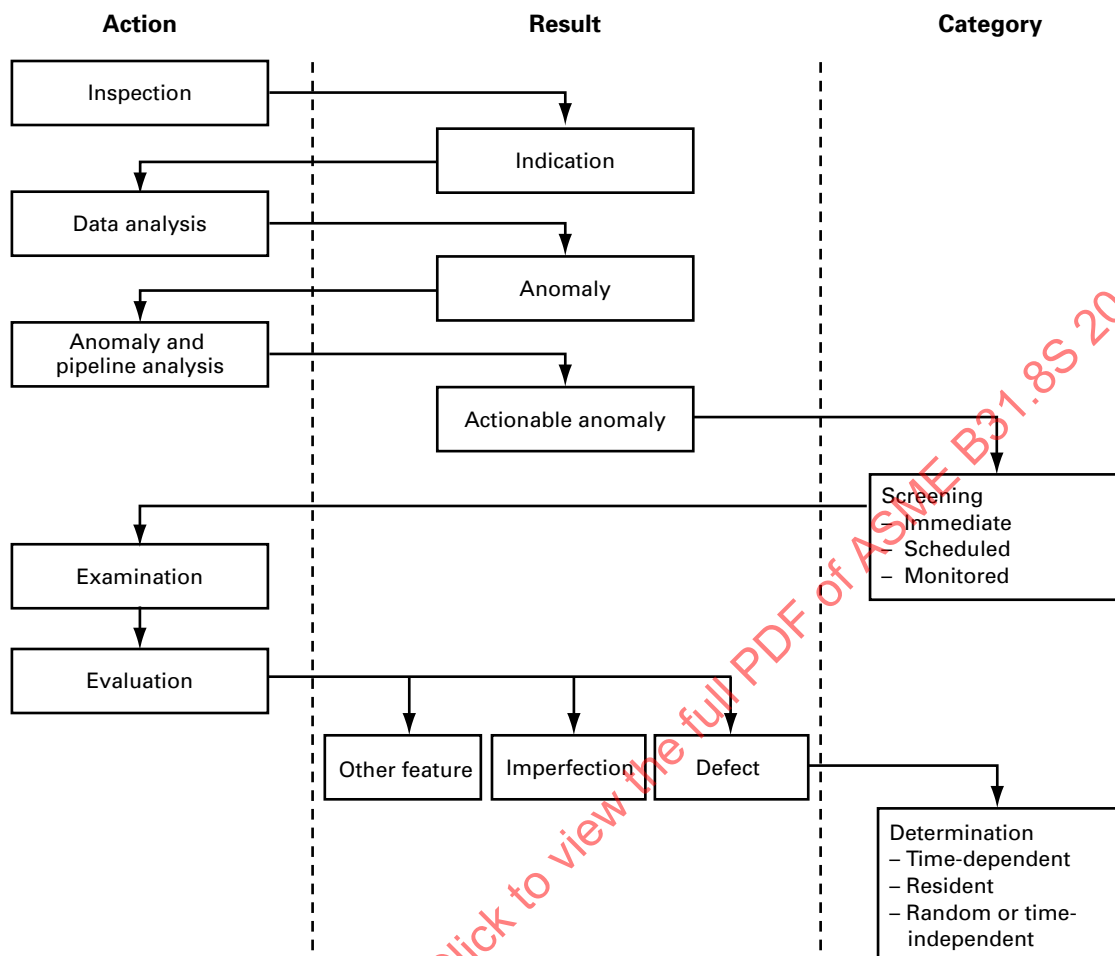 Action
Result
Category
Inspection
Indication
Data analysis
Anomaly
Anomaly and
pipeline analysis
Actionable anomaly
Screening
– Immediate
– Scheduled
– Monitored
Examination
Evaluation
Other feature
Imperfection
Defect
Determination
– Time-dependent
– Resident
– Random or time-
independent
lick to view the full PDF of ASME B31.8S 20